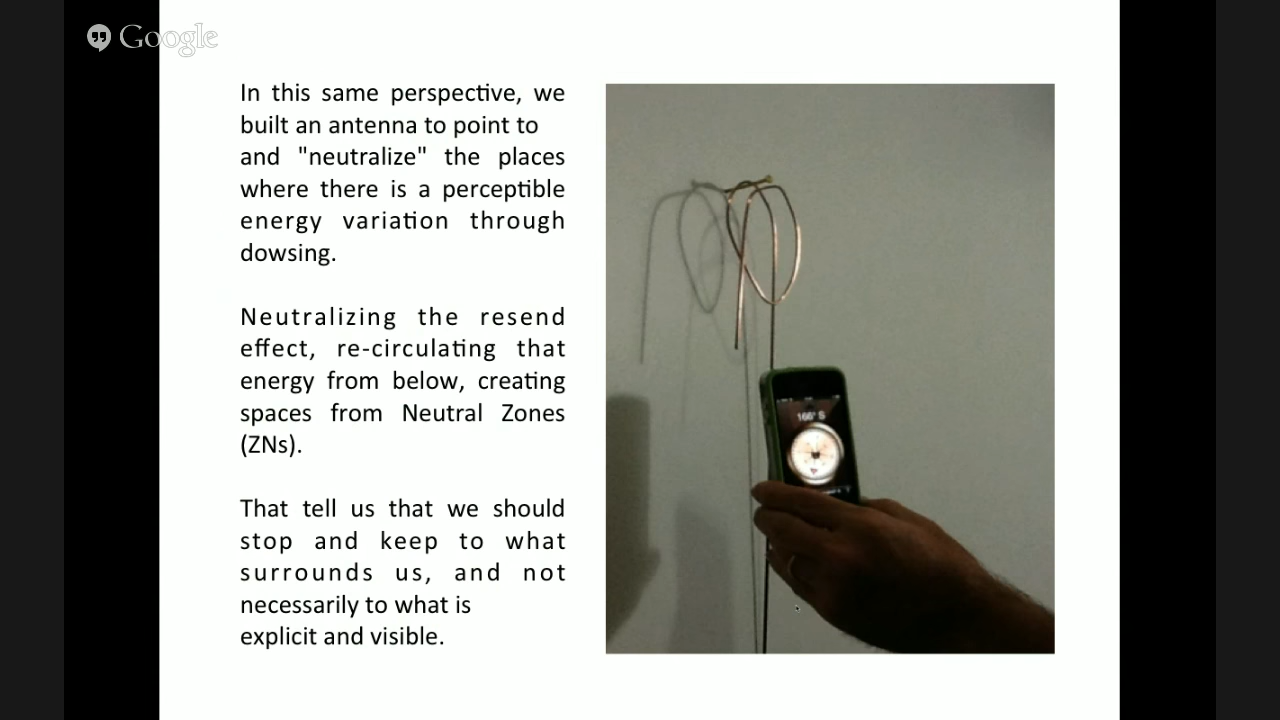 Google
In this same perspective, we
built an antenna to point to
and "neutralize" the places
where there is a perceptible
energy variation through
dowsing.
Neutralizing the resend
effect, re-circulating that
energy from below, creating
spaces from Neutral Zones
(ZNs).
That tell us that we should
stop and keep to what
surrounds us, and not
necessarily to what is
explicit and visible.
166° S